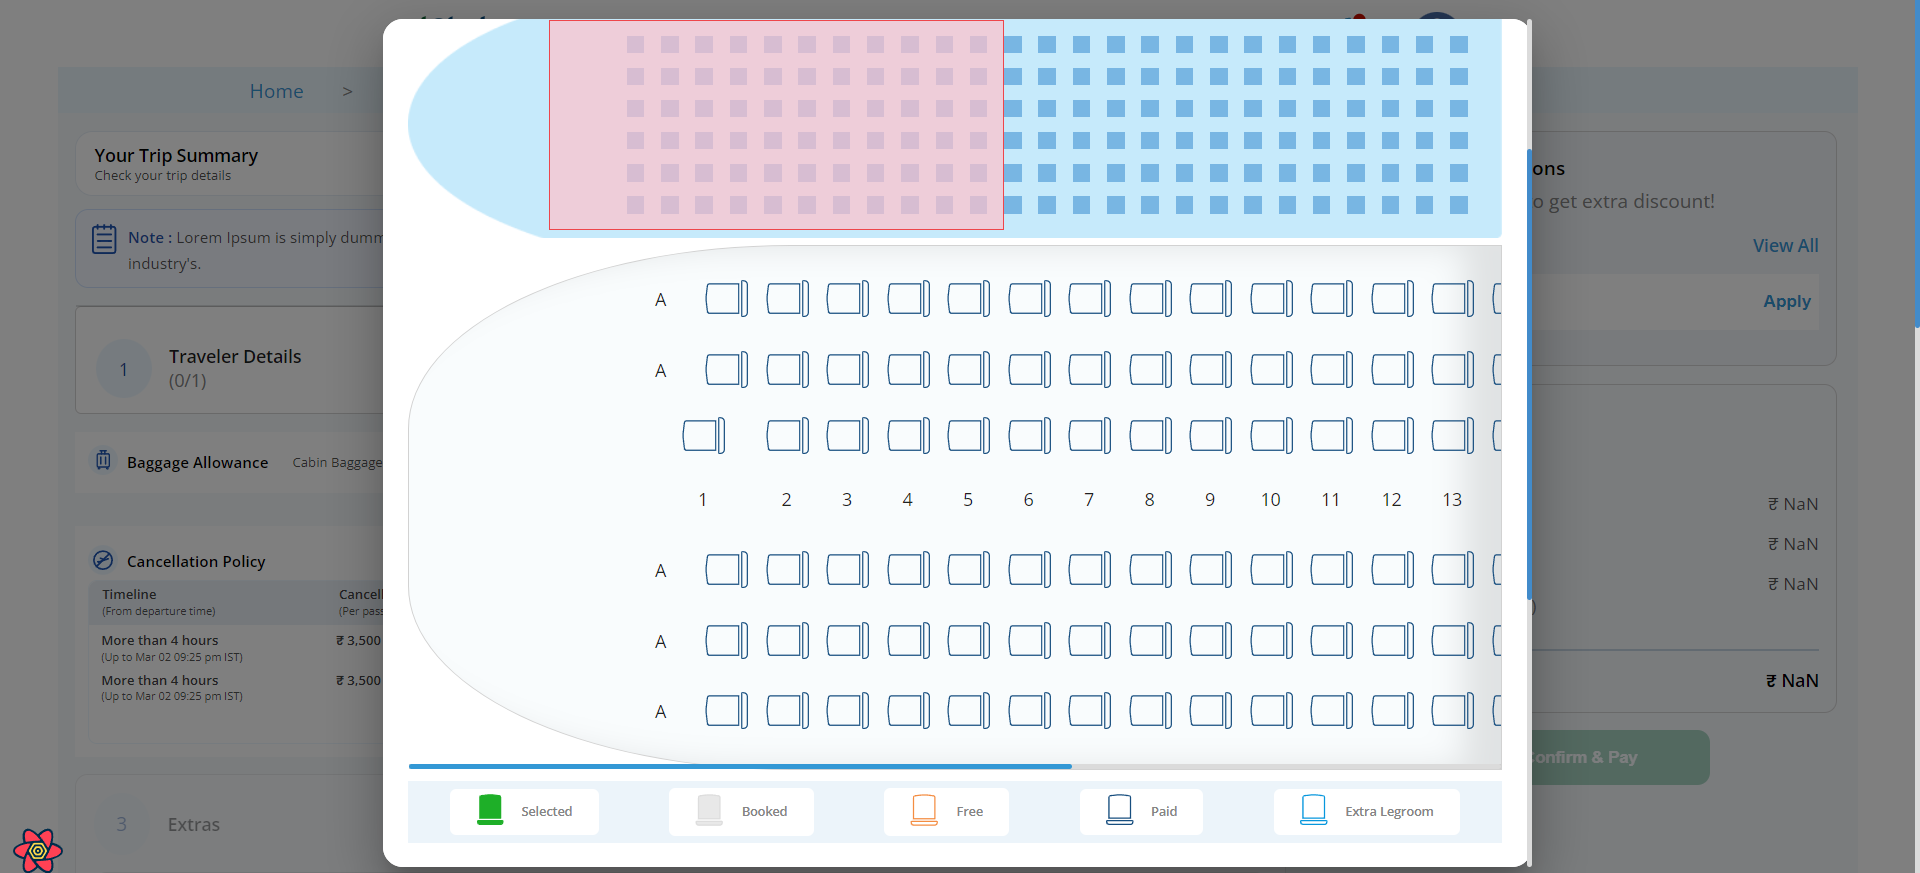 Home >
Your Trip Summary
Check your trip details
Note : Lorem Ipsum is simply dumm
industry's.
1
Traveler Details
(0/1)
Baggage Allowance Cabin Baggage
Cancellation Policy
Timeline
(From departure time)
Cancell
(Per pass
More than 4 hours
(Up to Mar 02 09:25 pm IST)
₹ 3,500
More than 4 hours
(Up to Mar 02 09:25 pm IST)
₹ 3,500
3
Extras
A
A
1 2 3 4 5 6 7 8 9 10 11 12 13
A
A
A
Selected
Booked
Free
Paid
Extra Legroom
ons
o get extra discount!
View All
Apply
₹ NaN
₹ NaN
₹ NaN
)
₹ NaN
onfirm & Pay